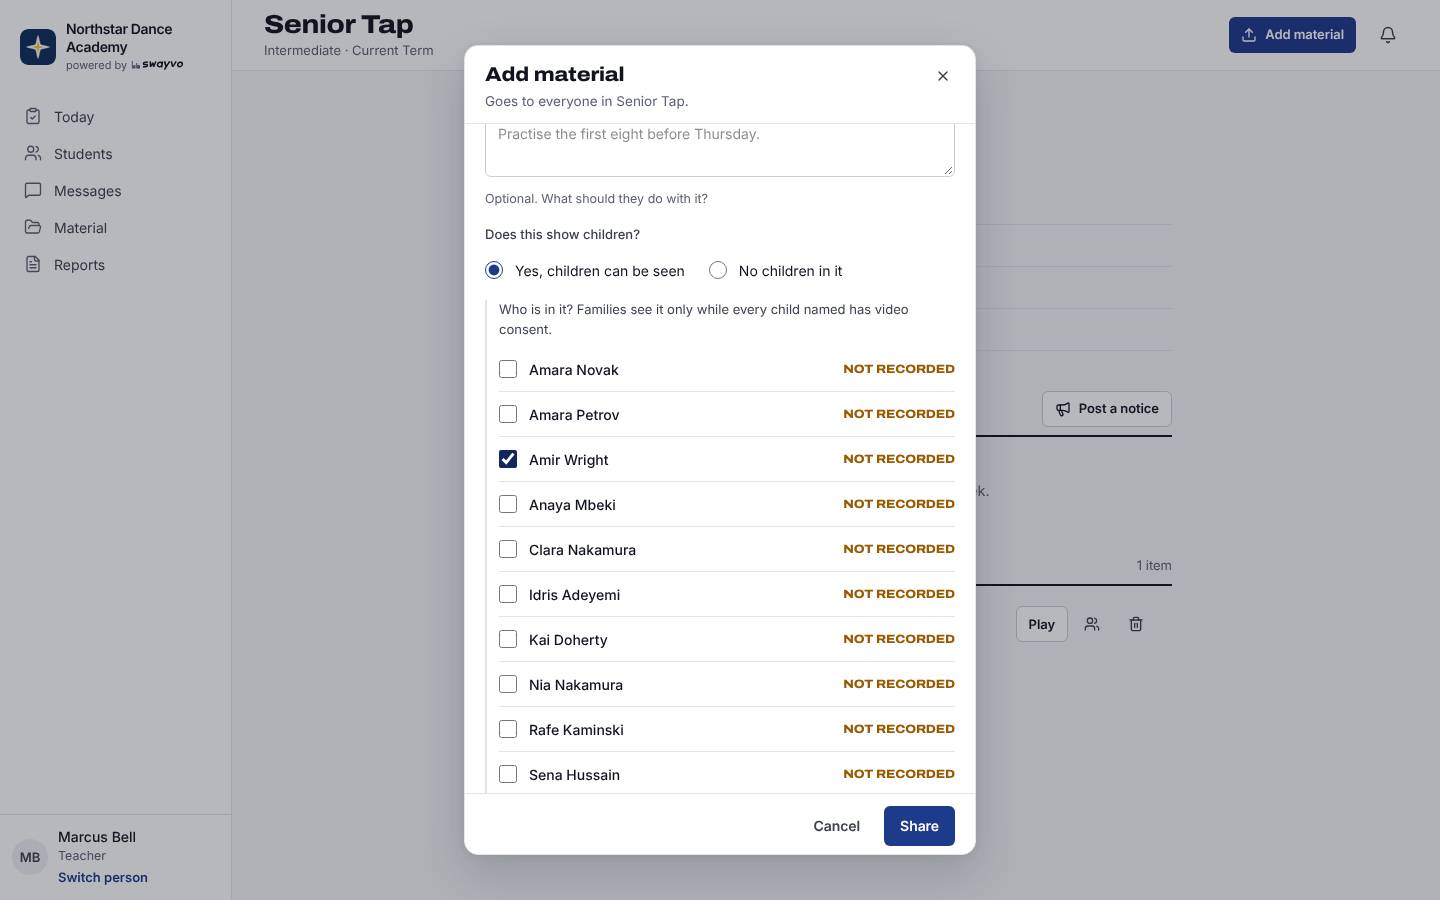 Northstar Dance
Academy
powered by swayvo
Today
Students
Messages
Material
Reports
MB
Marcus Bell
Teacher
Switch person
Senior Tap
Intermediate · Current Term
Add material
Add material
Goes to everyone in Senior Tap.
Practise the first eight before Thursday.
Optional. What should they do with it?
Does this show children?
Yes, children can be seen
No children in it
Who is in it? Families see it only while every child named has video
consent.
Amara Novak NOT RECORDED
Amara Petrov NOT RECORDED
Amir Wright NOT RECORDED
Anaya Mbeki NOT RECORDED
Clara Nakamura NOT RECORDED
Idris Adeyemi NOT RECORDED
Kai Doherty NOT RECORDED
Nia Nakamura NOT RECORDED
Rafe Kaminski NOT RECORDED
Sena Hussain NOT RECORDED
Cancel
Share
Post a notice
1 item
Play